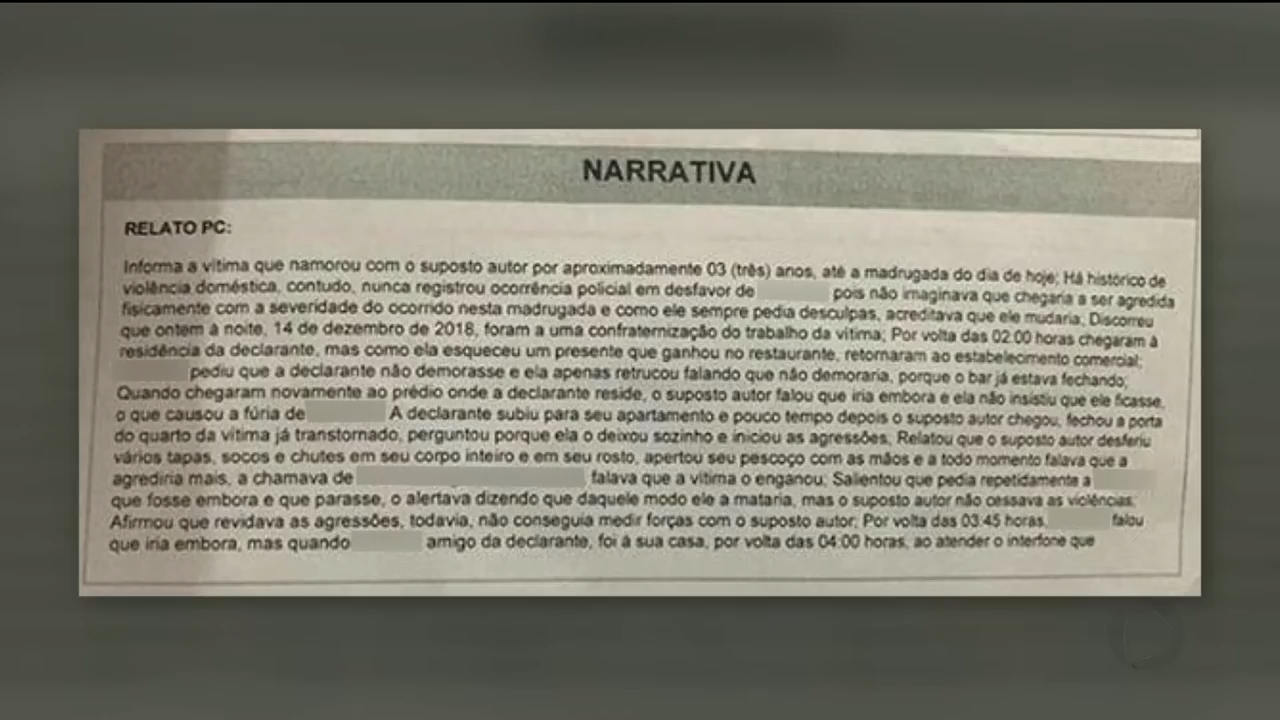 NARRATIVA
RELATO PC:
Informa a vítima que namorou com o suposto autor por aproximadamente 03 (três) anos, até a madrugada do dia de hoje; Há histórico de
violência doméstica, contudo, nunca registrou ocorrência policial em desfavor de pois não imaginava que chegaria a ser agredida
fisicamente com a severidade do ocorrido nesta madrugada e como ele sempre pedia desculpas, acreditava que ele mudaria; Discorreu
que ontem à noite, 14 de dezembro de 2018, foram a uma confraternização do trabalho da vítima; Por volta das 02:00 horas chegaram à
residência da declarante, mas como ela esqueceu um presente que ganhou no restaurante, retornaram ao estabelecimento comercial;
pediu que a declarante não demorasse e ela apenas retrucou falando que não demoraria, porque o bar já estava fechando;
Quando chegaram novamente ao prédio onde a declarante reside, o suposto autor falou que iria embora e ela não insistiu que ele ficasse,
o que causou a fúria de A declarante subiu para seu apartamento e pouco tempo depois o suposto autor chegou, fechou a porta
do quarto da vítima já transtornado, perguntou porque ela o deixou sozinho e iniciou as agressões; Relatou que o suposto autor desferiu
vários tapas, socos e chutes em seu corpo inteiro e em seu rosto, apertou seu pescoço com as mãos e a todo momento falava que a
agrediria mais, a chamava de falava que a vítima o enganou; Salientou que pedia repetidamente a
que fosse embora e que parasse, o alertava dizendo que daquele modo ele a mataria, mas o suposto autor não cessava as violências;
Afirmou que revidava as agressões, todavia, não conseguia medir forças com o suposto autor; Por volta das 03:45 horas, falou
que iria embora, mas quando amigo da declarante, foi à sua casa, por volta das 04:00 horas, ao atender o interfone que